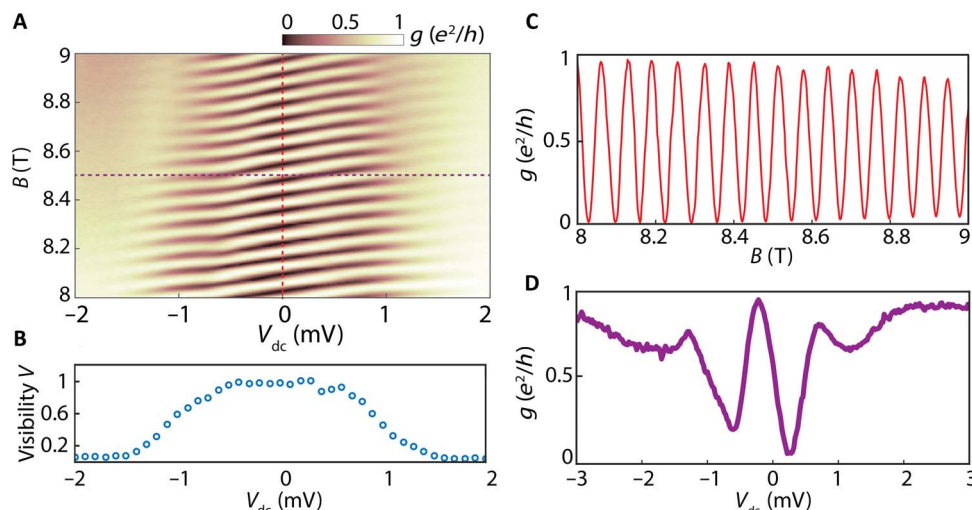 A
0 0.5 1
g (e²/h)
9
8.8
8.6
8.4
8.2
8
B (T)
−2 −1 0 1 2
V_dc (mV)
B
1
0.6
0.2
Visibility V
−2 −1 0 1 2
V_dc (mV)
C
1
0.5
0
g (e²/h)
8 8.2 8.4 8.6 8.8 9
B (T)
D
1
0.5
0
g (e²/h)
−3 −2 −1 0 1 2 3
V_dc (mV)